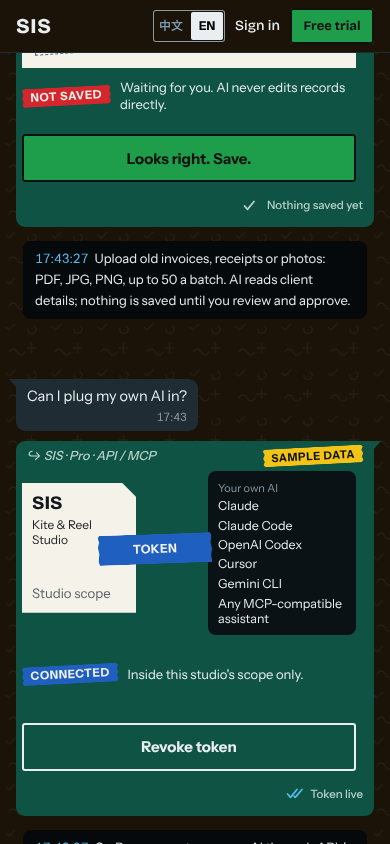 SIS
中文 EN Sign in Free trial
NOT SAVED
Waiting for you. AI never edits records
directly.
Looks right. Save.
Nothing saved yet
17:43:27 Upload old invoices, receipts or photos:
PDF, JPG, PNG, up to 50 a batch. AI reads client
details; nothing is saved until you review and approve.
Can I plug my own AI in?
17:43
↪ SIS · Pro · API / MCP
SAMPLE DATA
SIS
Kite & Reel
Studio
Studio scope
TOKEN
Your own AI
Claude
Claude Code
OpenAI Codex
Cursor
Gemini CLI
Any MCP-compatible
assistant
CONNECTED
Inside this studio's scope only.
Revoke token
Token live